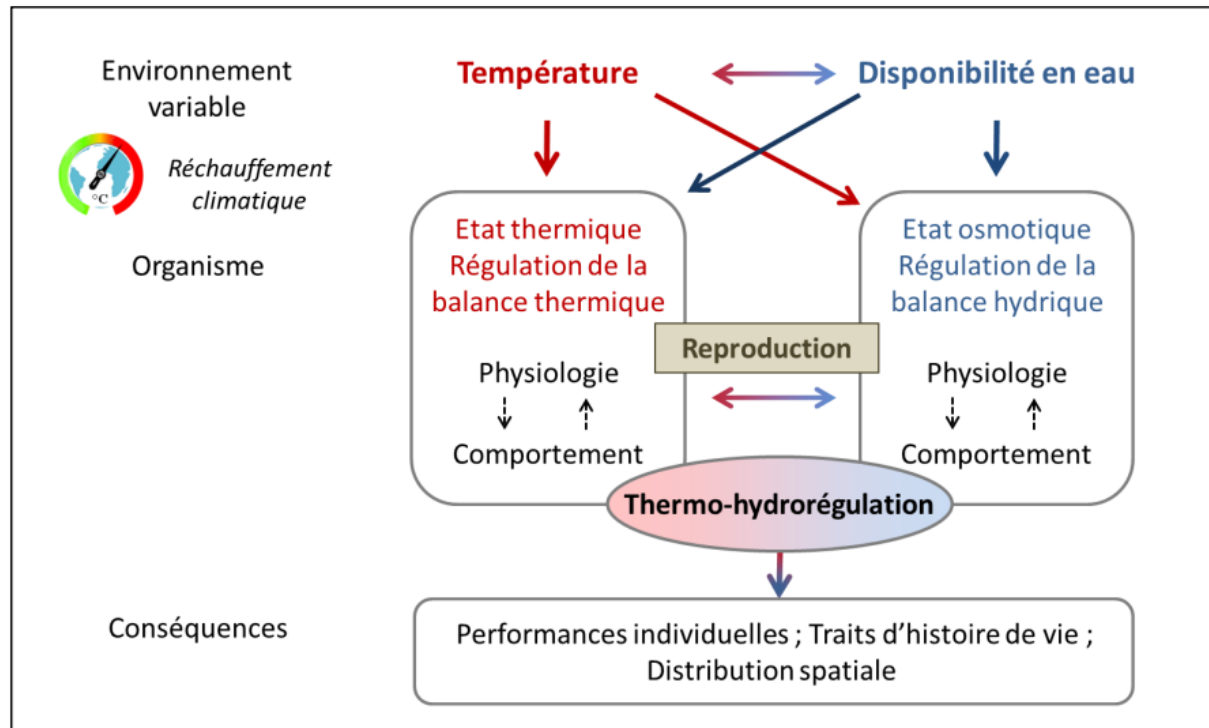 Environnement
variable
Température
Disponibilité en eau
°C
Réchauffement
climatique
Organisme
Etat thermique
Régulation de la
balance thermique
Etat osmotique
Régulation de la
balance hydrique
Reproduction
Physiologie
Comportement
Physiologie
Comportement
Thermo-hydrorégulation
Conséquences
Performances individuelles ; Traits d'histoire de vie ;
Distribution spatiale